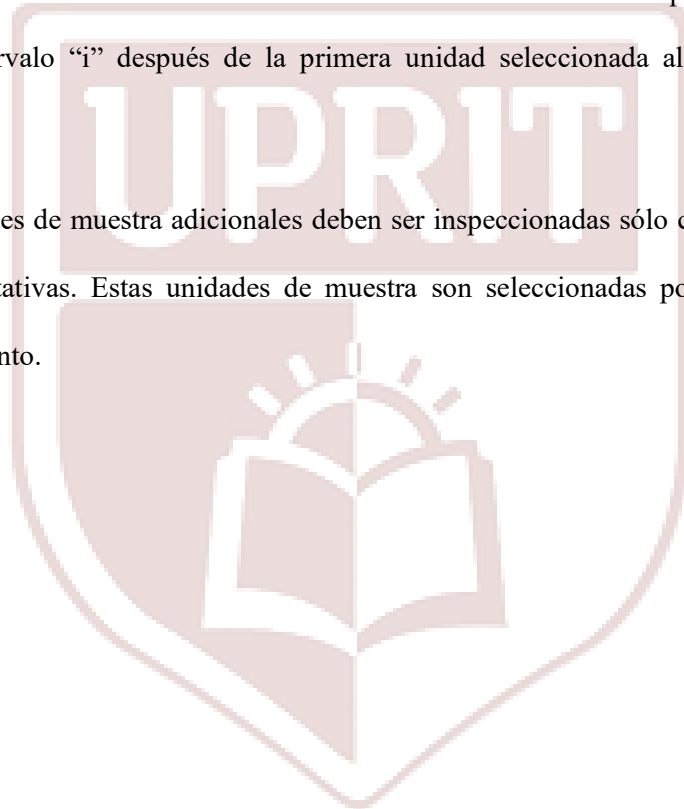 rvalo “i” después de la primera unidad seleccionada al
UPRIT
es de muestra adicionales deben ser inspeccionadas sólo
tativas. Estas unidades de muestra son seleccionadas
nto.